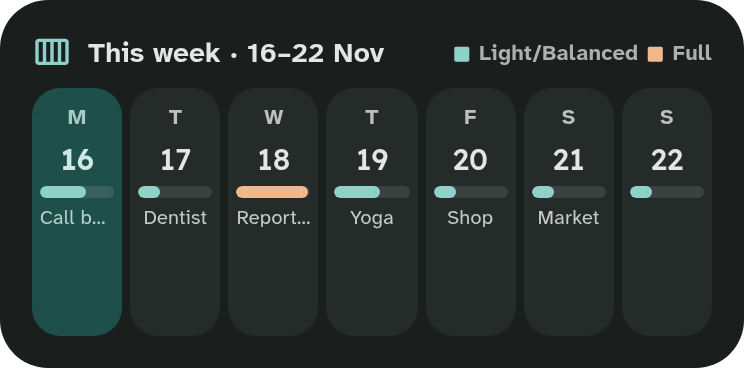 This week · 16–22 Nov
Light/Balanced Full
M T W T F S S
16 17 18 19 20 21 22
Call b... Dentist Report... Yoga Shop Market